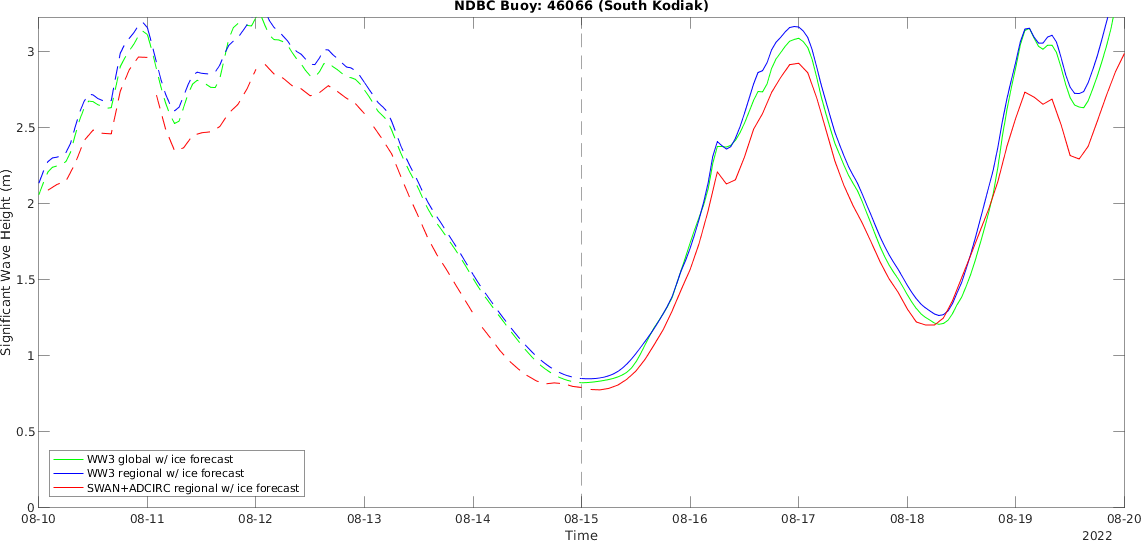 NDBC Buoy: 46066 (South Kodiak)
Significant Wave Height (m)
3
2.5
2
1.5
1
0.5
0
WW3 global w/ ice forecast
WW3 regional w/ ice forecast
SWAN+ADCIRC regional w/ ice forecast
08-10 08-11 08-12 08-13 08-14 08-15 08-16 08-17 08-18 08-19 08-20
Time
2022